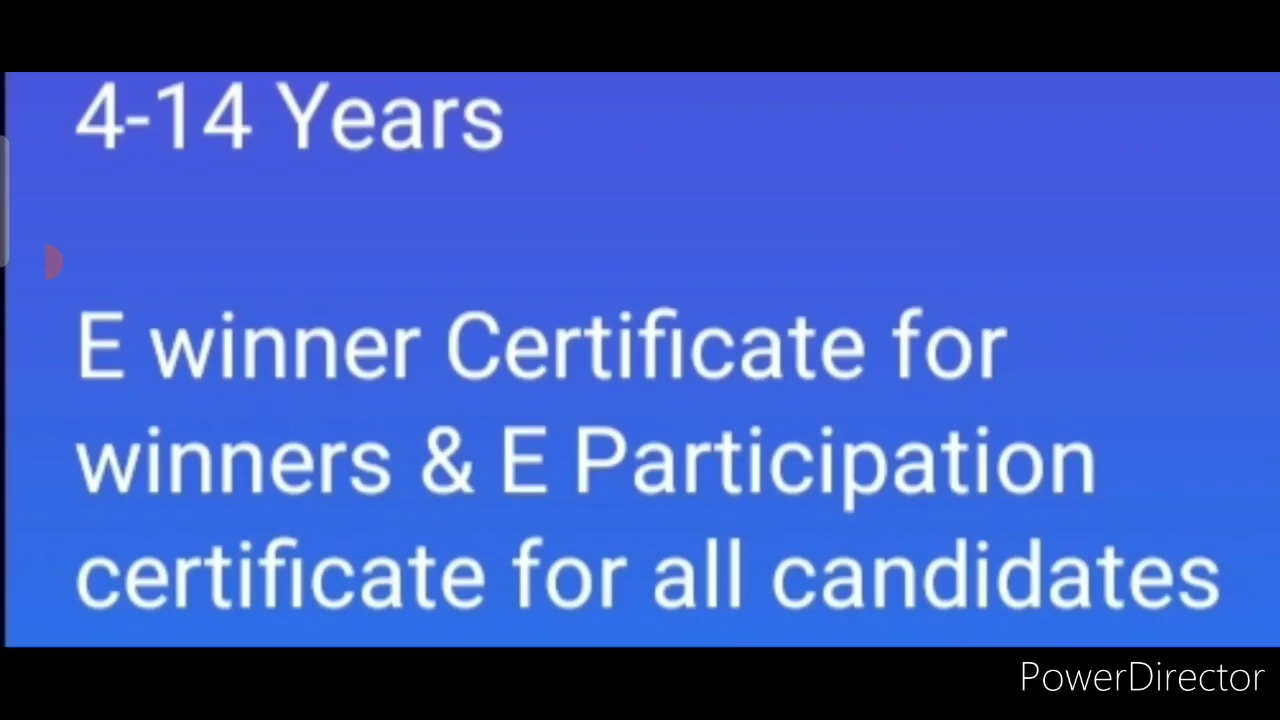 4-14 Years
E winner Certificate for
winners & E Participation
certificate for all candidates
PowerDirector